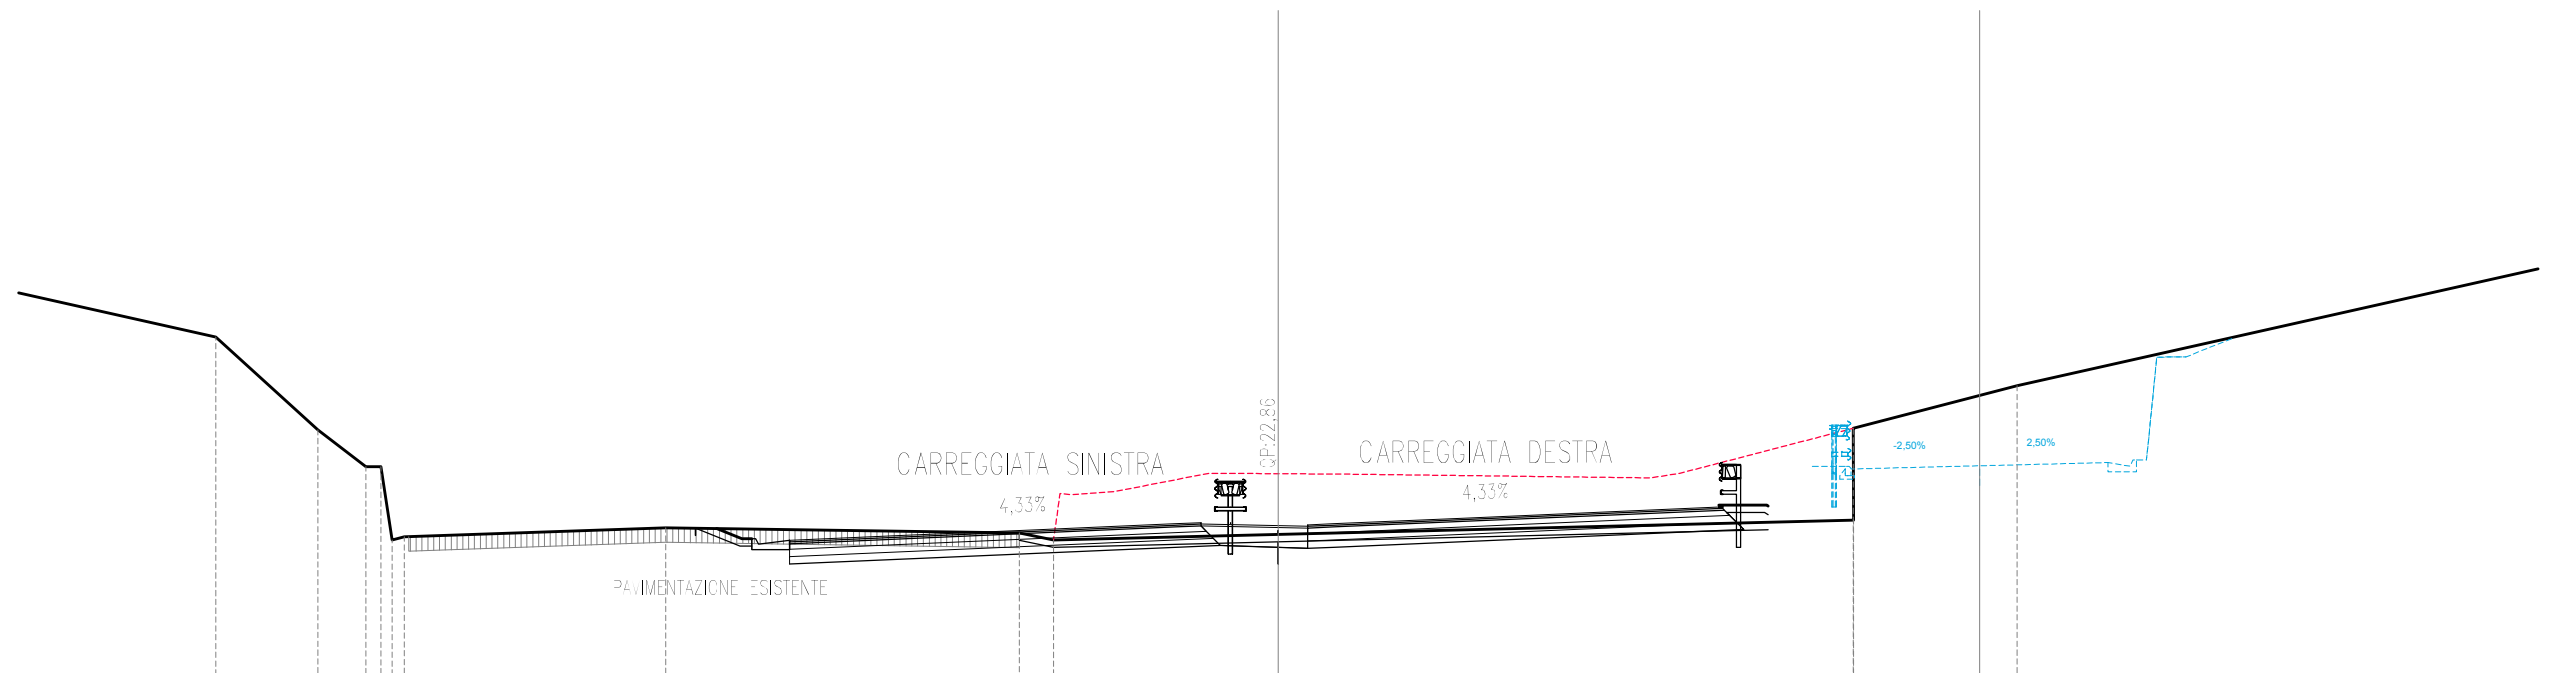 QP:22,86
CARREGGIATA SINISTRA
CARREGGIATA DESTRA
4,33%
4,33%
-2,50%
2,50%
PAVIMENTAZIONE ESISTENTE